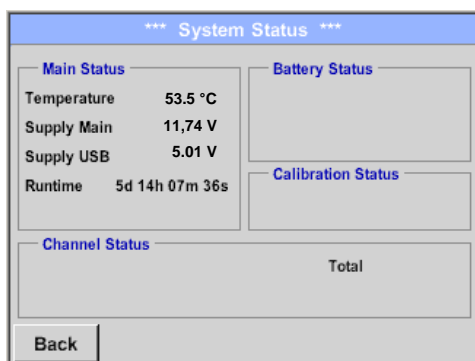 *** System Status ***
Main Status
Temperature 53.5 °C
Supply Main 11,74 V
Supply USB 5.01 V
Runtime 5d 14h 07m 36s
Battery Status
Calibration Status
Channel Status
Total
Back